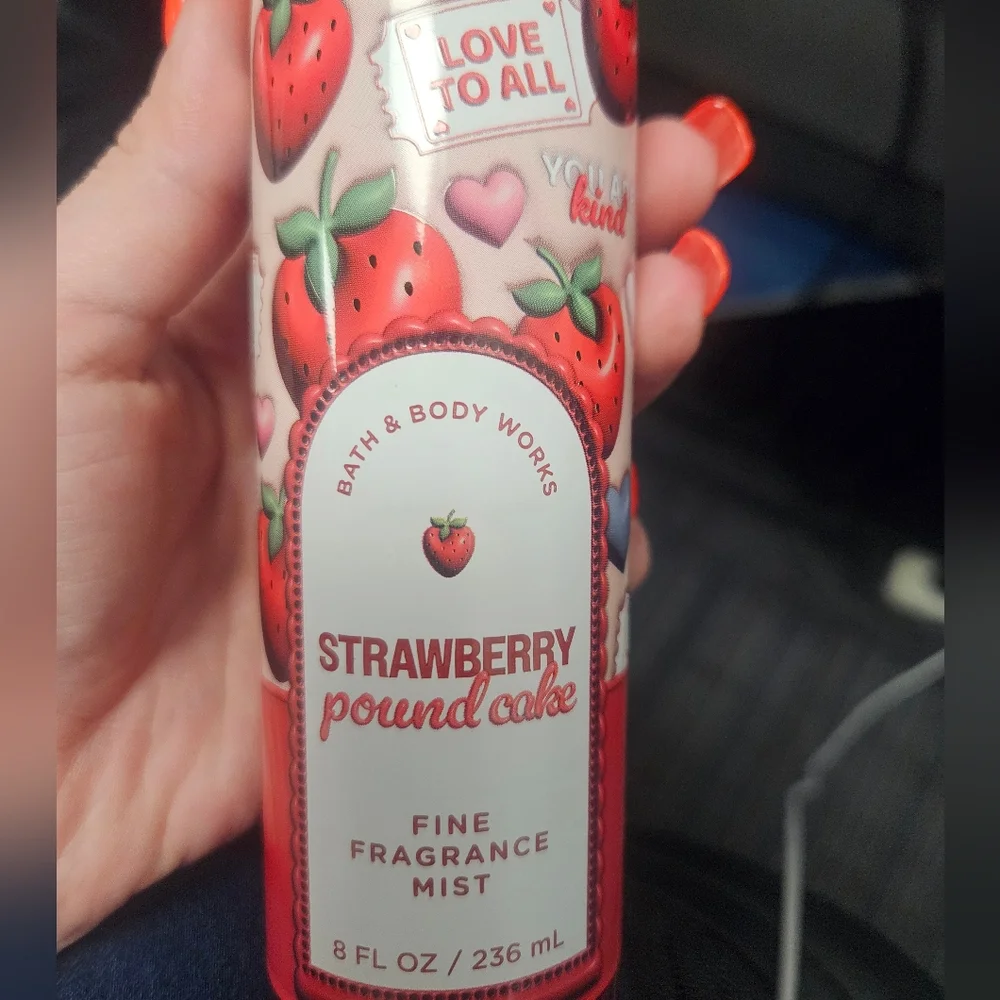 LOVE
TO ALL
kind
BATH & BODY WORKS
STRAWBERRY
pound cake
FINE
FRAGRANCE
MIST
8 FL OZ / 236 mL